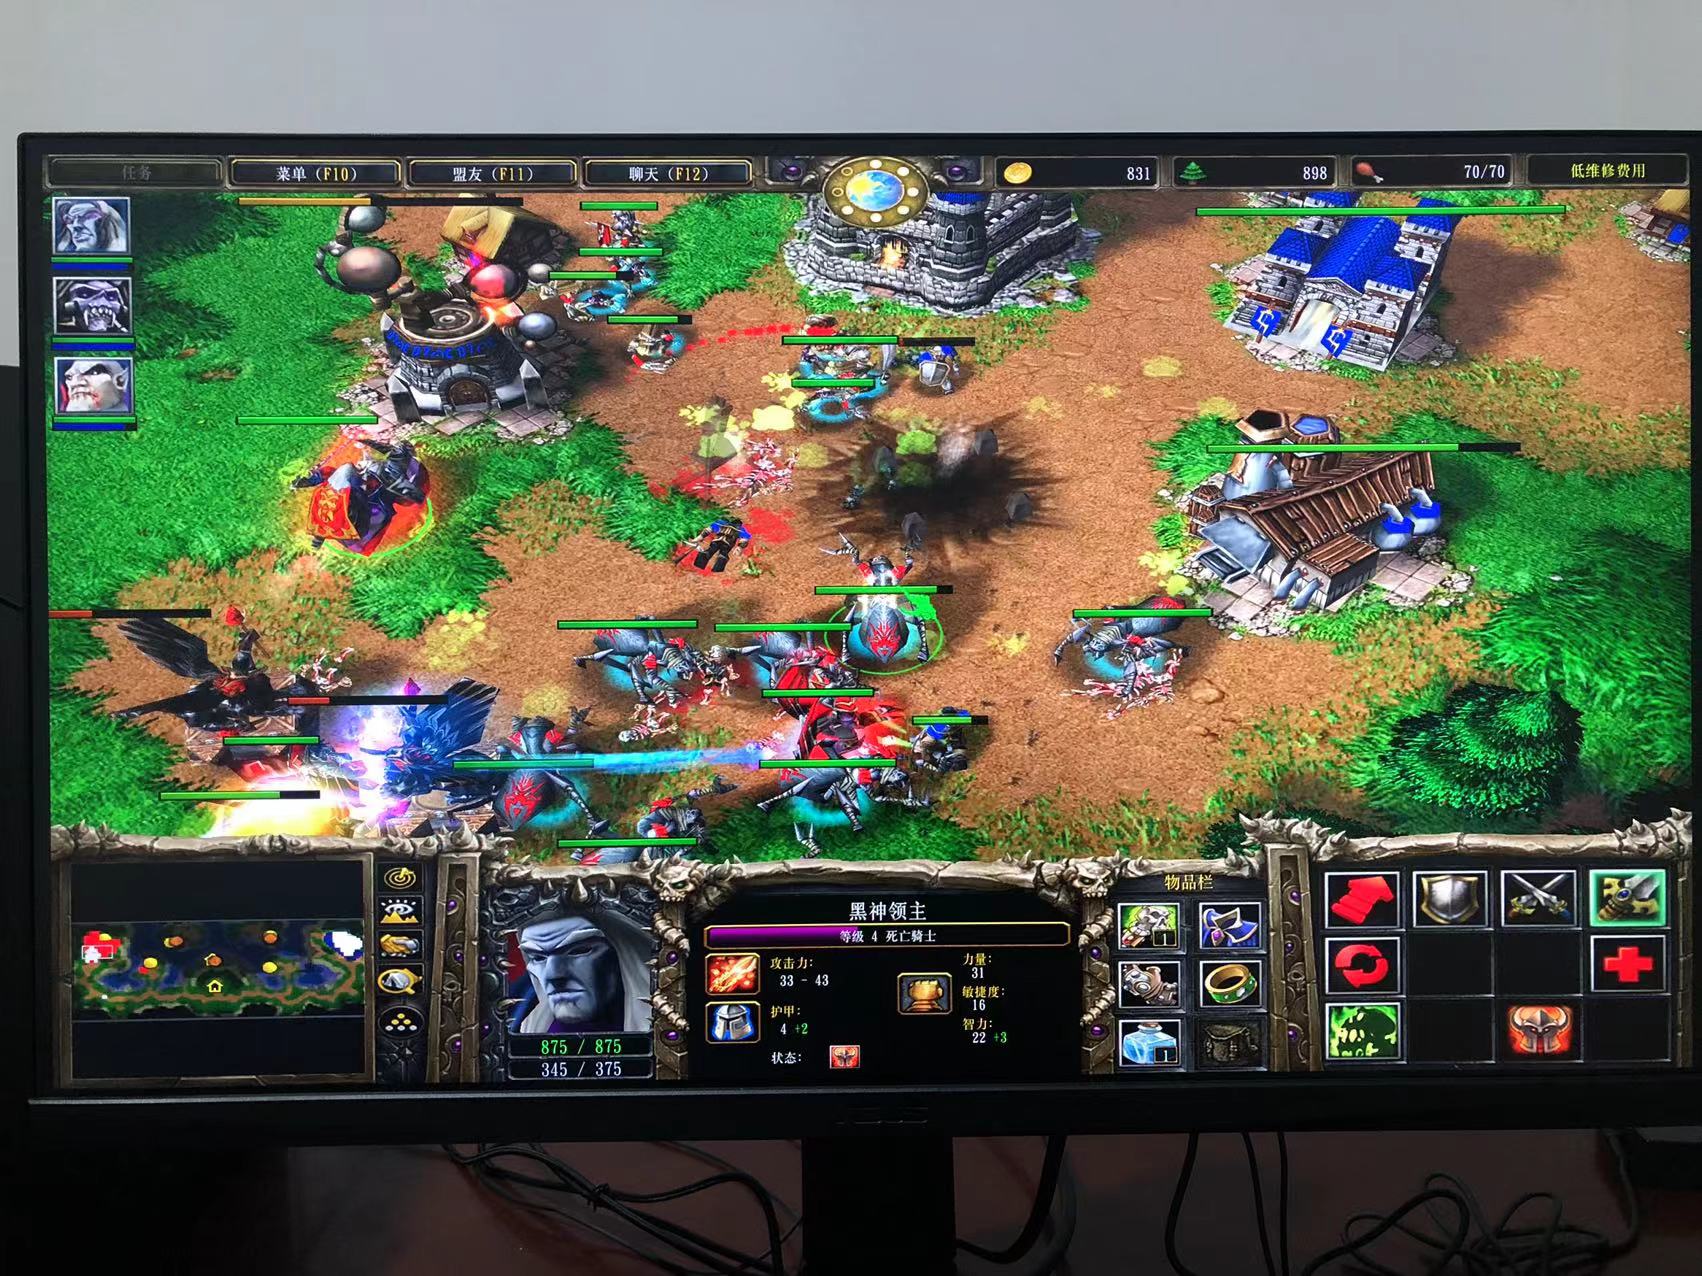 任务 菜单 (F10) 盟友 (F11) 聊天 (F12) 831 898 70/70 低维修费用
物品栏
黑神领主
等级 4 死亡骑士
攻击力:
33 - 43
护甲:
4 +2
状态:
力量:
31
敏捷度:
16
智力:
22 +3
875 / 875
345 / 375
1
1
ASUS